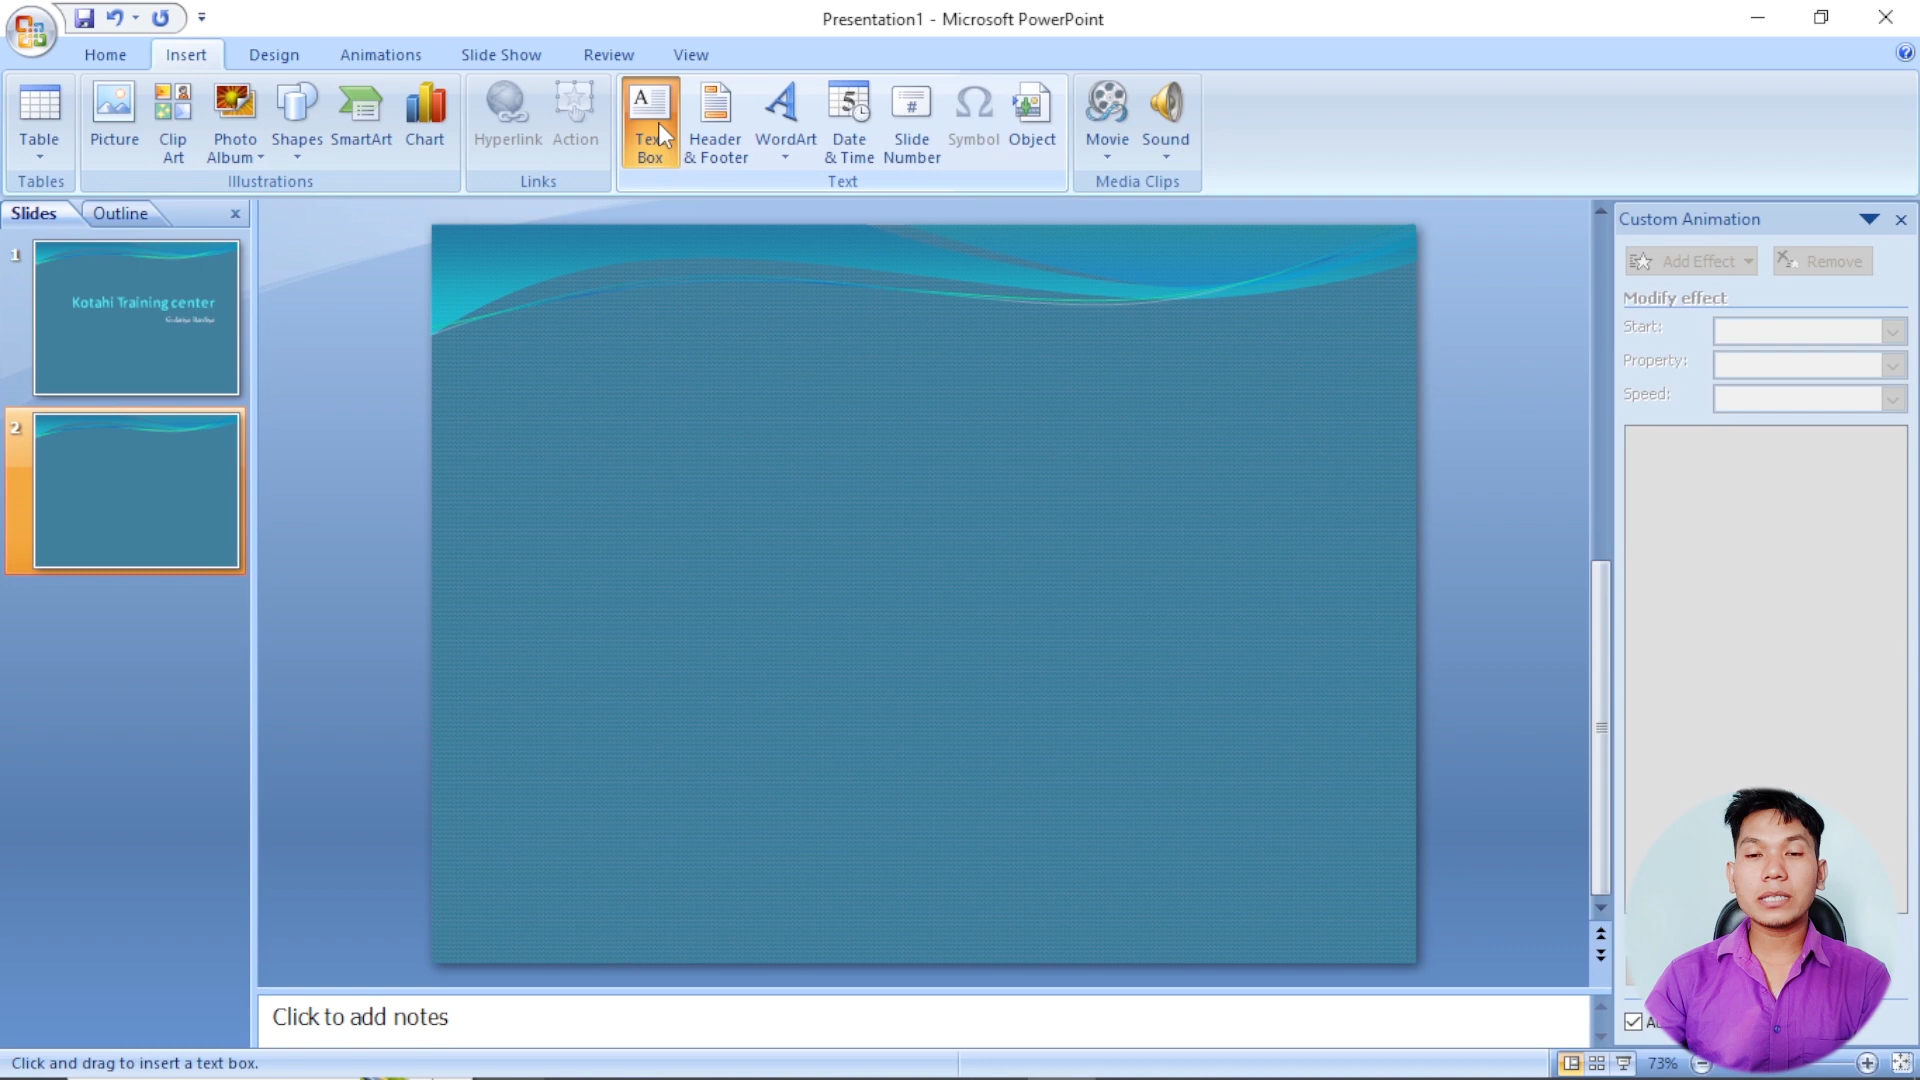 Presentation1 - Microsoft PowerPoint
Home Insert Design Animations Slide Show Review View
Table Picture Clip Art Photo Album Shapes SmartArt Chart Hyperlink Action Text Box Header & Footer WordArt Date & Time Slide Number Symbol Object Movie Sound
Tables Illustrations Links Text Media Clips
Slides Outline x
1
Kotahi Training center
2
Custom Animation
Add Effect Remove
Modify effect
Start:
Property:
Speed:
Click to add notes
Click and drag to insert a text box.
73%